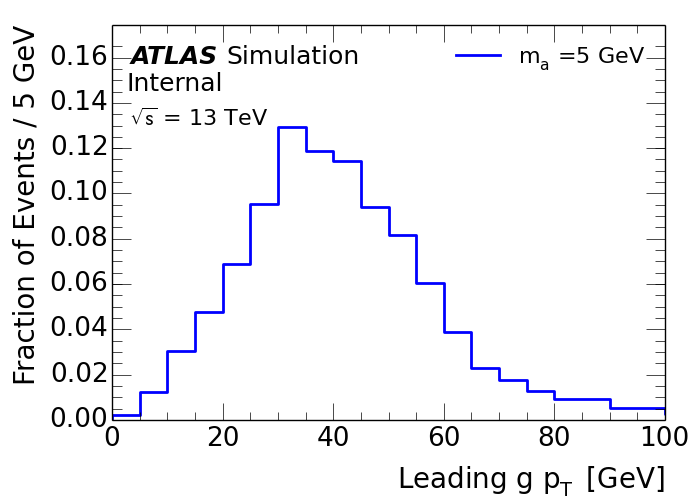 0.16
0.14
0.12
0.10
0.08
0.06
0.04
0.02
0.00
Fraction of Events / 5 GeV
ATLAS Simulation
Internal
√s = 13 TeV
mₐ =5 GeV
0 20 40 60 80 100
Leading g p_T [GeV]